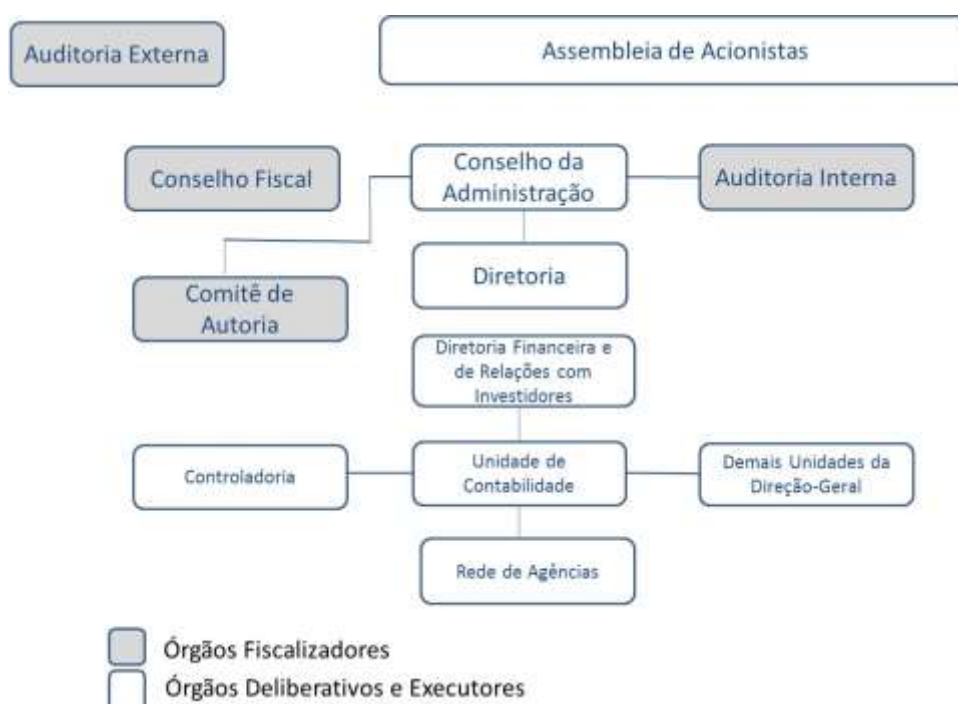 Auditoria Externa
Assembleia de Acionistas
Conselho Fiscal
Conselho da
Administração
Auditoria Interna
Diretoria
Comitê de
Autoria
Diretoria Financeira e
de Relações com
Investidores
Controladoria
Unidade de
Contabilidade
Demais Unidades da
Direção-Geral
Rede de Agências
Órgãos Fiscalizadores
Órgãos Deliberativos e Executores